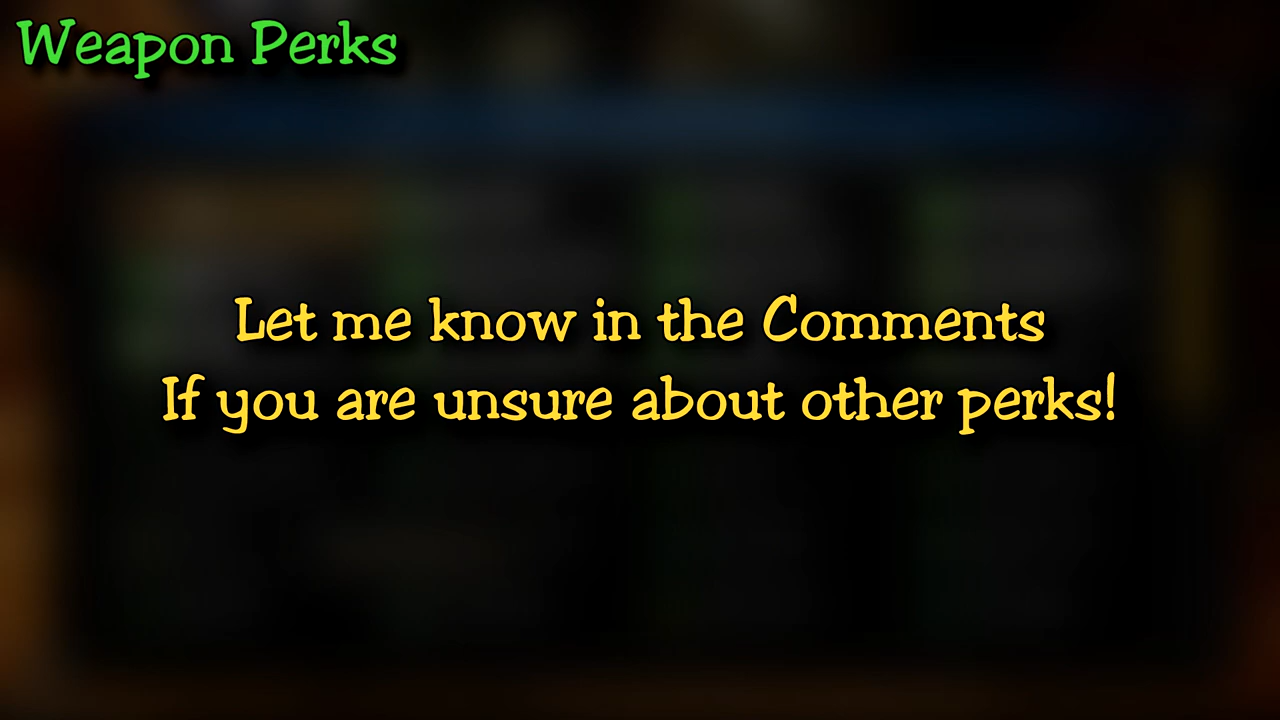 Weapon Perks
Let me know in the Comments
If you are unsure about other perks!